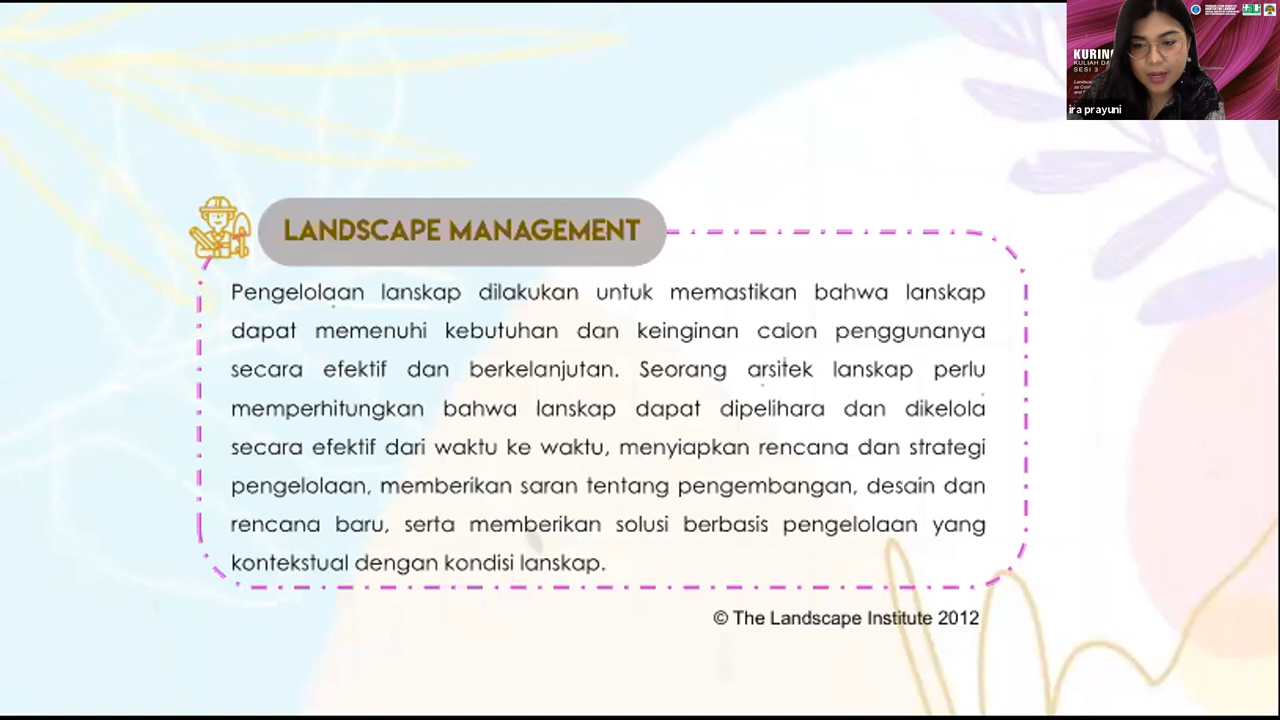 LANDSCAPE MANAGEMENT
Pengelolaan lanskap dilakukan untuk memastikan bahwa lanskap
dapat memenuhi kebutuhan dan keinginan calon penggunanya
secara efektif dan berkelanjutan. Seorang arsitek lanskap perlu
memperhitungkan bahwa lanskap dapat dipelihara dan dikelola
secara efektif dari waktu ke waktu, menyiapkan rencana dan strategi
pengelolaan, memberikan saran tentang pengembangan, desain dan
rencana baru, serta memberikan solusi berbasis pengelolaan yang
kontekstual dengan kondisi lanskap.
© The Landscape Institute 2012
SESI 3
ira prayuni